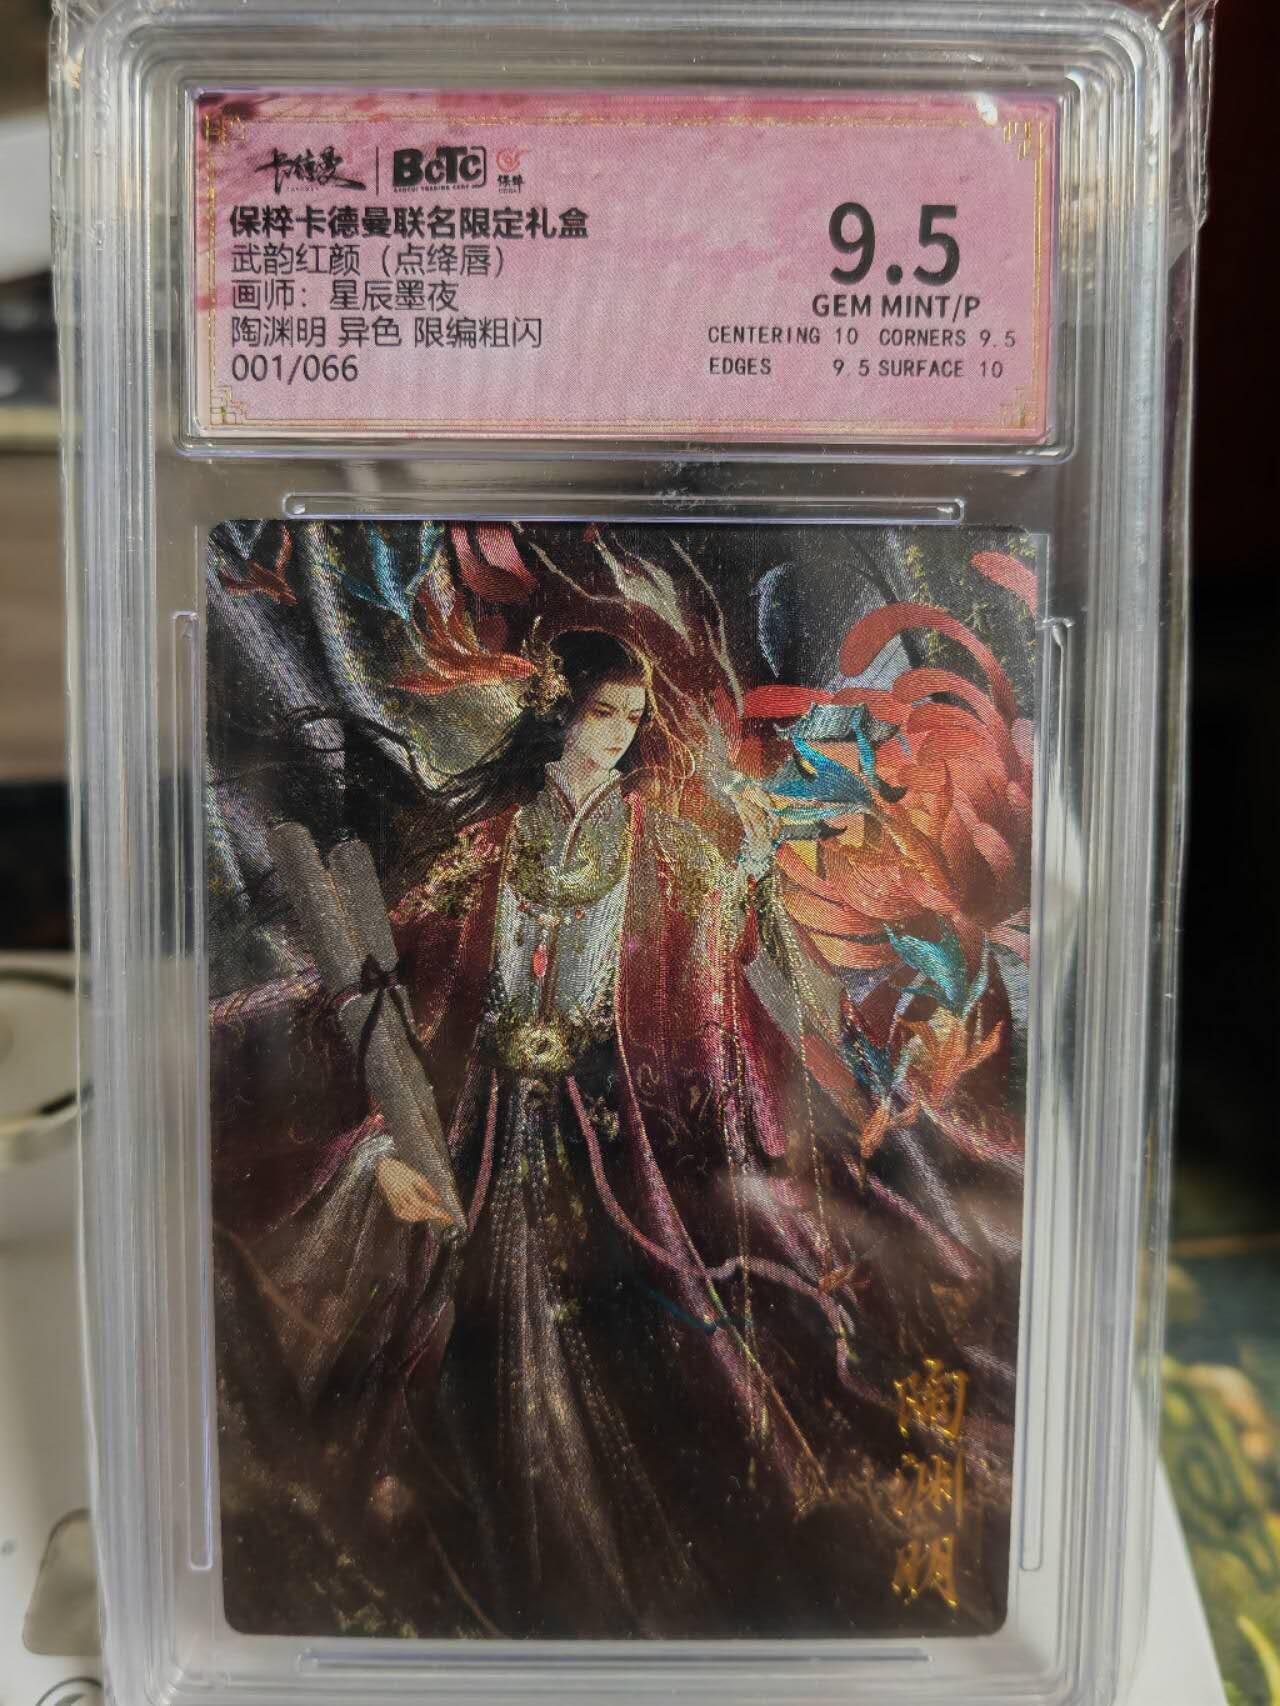 卡德曼 BCTC 保粹
保粹卡德曼联名限定礼盒
武韵红颜（点绛唇）
画师：星辰墨夜
陶渊明 异色 限编粗闪
001/066
9.5
GEM MINT/P
CENTERING 10 CORNERS 9.5
EDGES 9.5 SURFACE 10
陶渊明